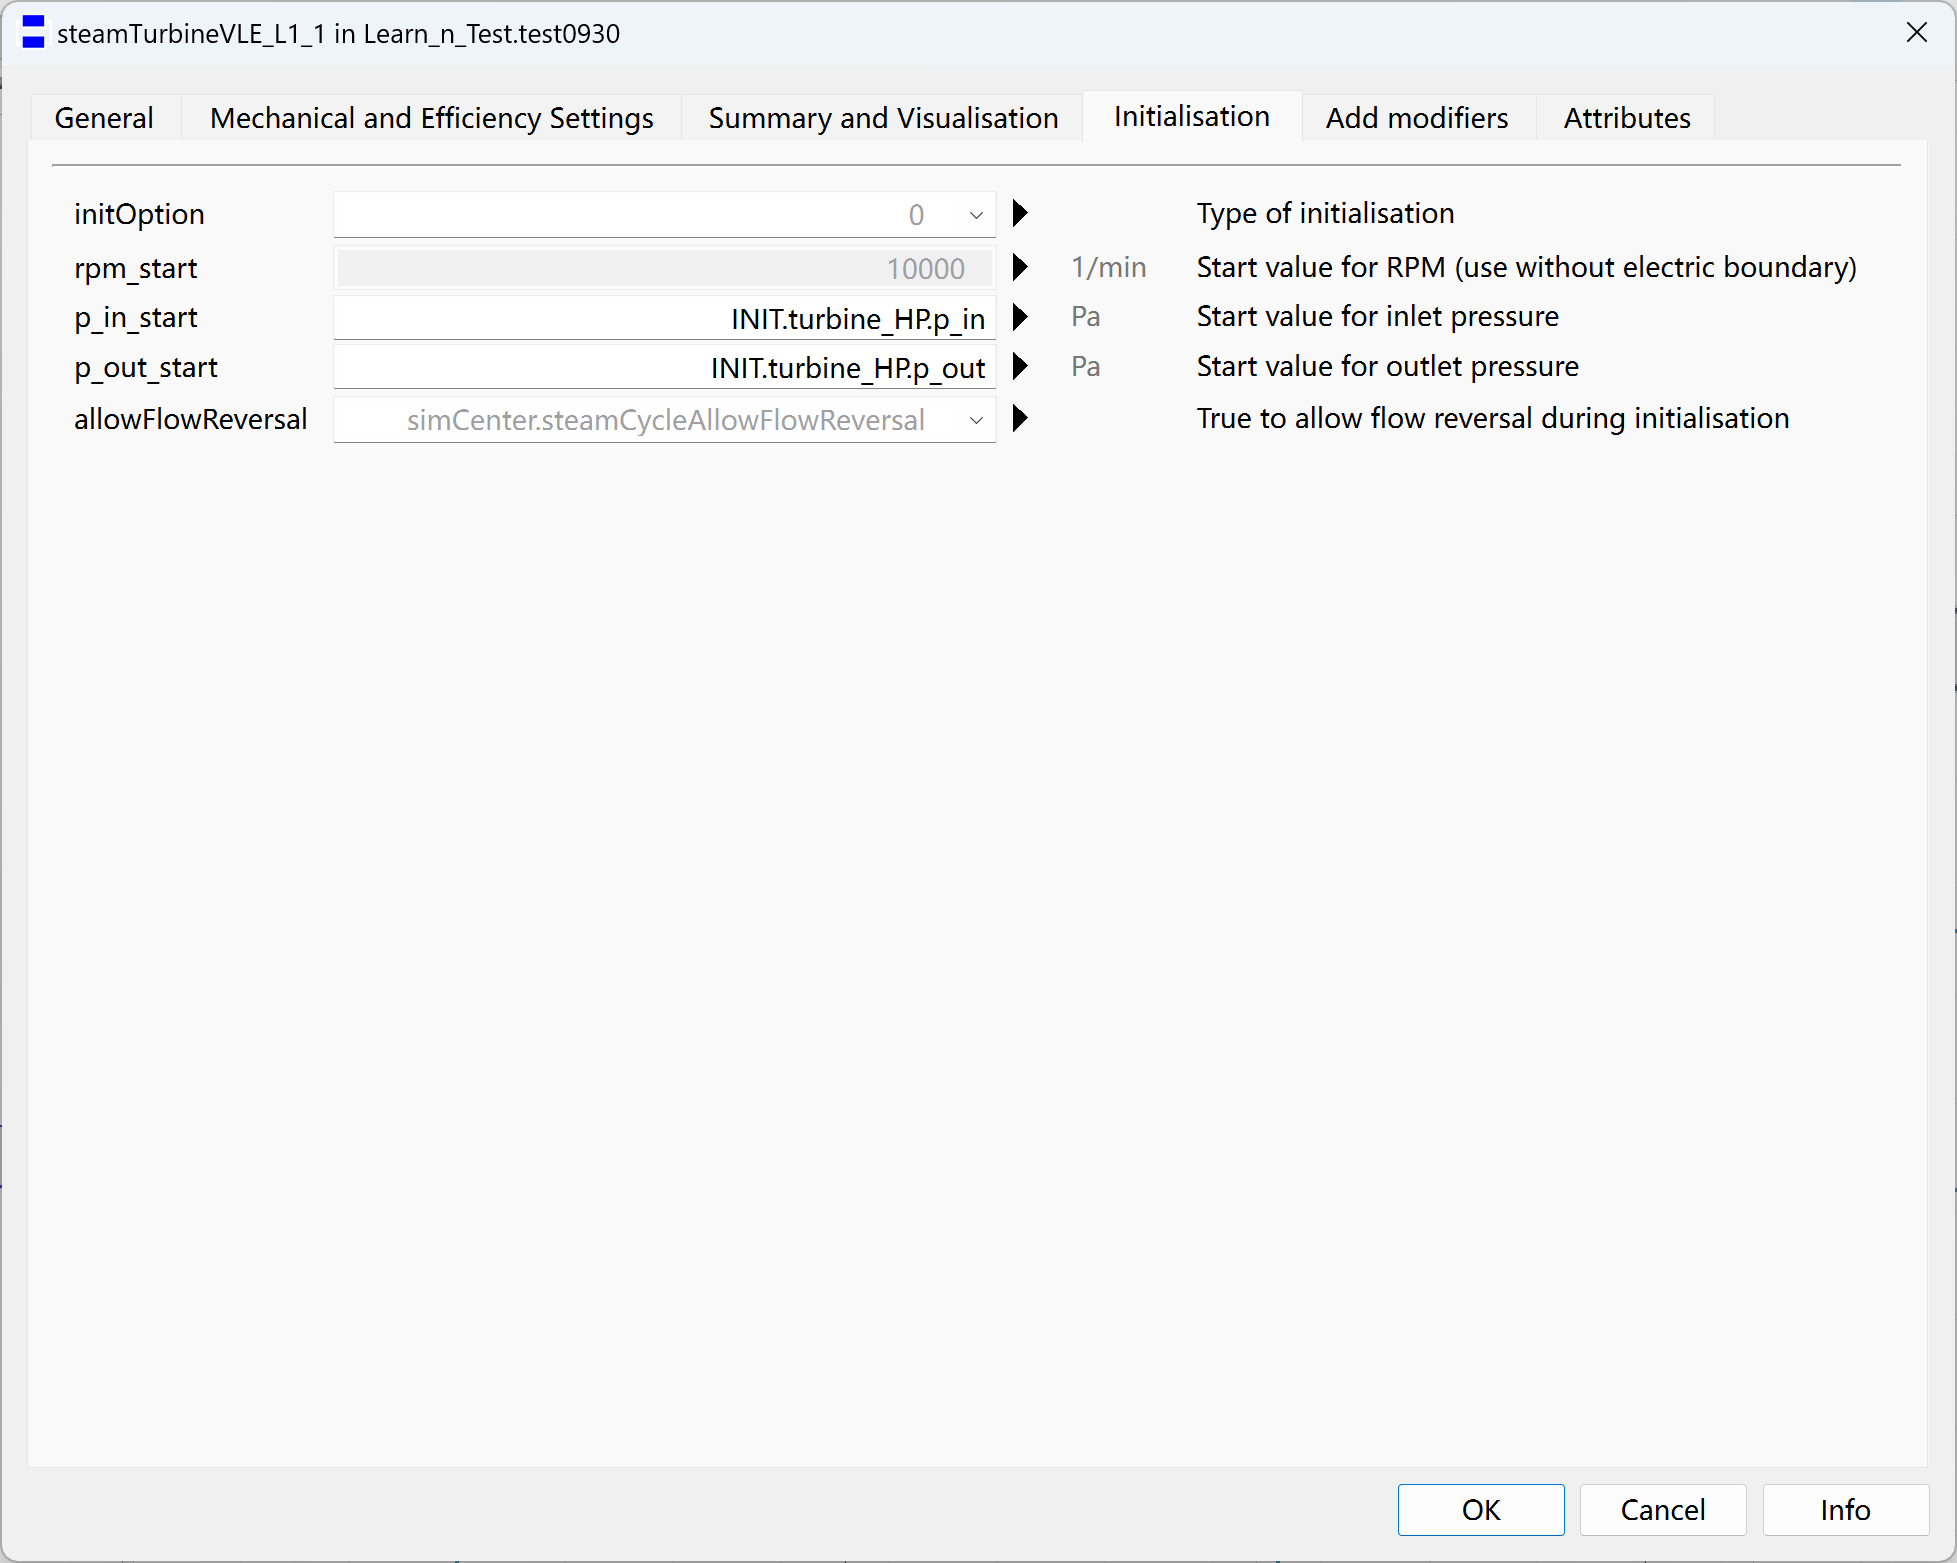 steamTurbineVLE_L1_1 in Learn_n_Test.test0930
General Mechanical and Efficiency Settings Summary and Visualisation Initialisation Add modifiers Attributes
initOption 0 Type of initialisation
rpm_start 10000 1/min Start value for RPM (use without electric boundary)
p_in_start INIT.turbine_HP.p_in Pa Start value for inlet pressure
p_out_start INIT.turbine_HP.p_out Pa Start value for outlet pressure
allowFlowReversal simCenter.steamCycleAllowFlowReversal True to allow flow reversal during initialisation
OK Cancel Info